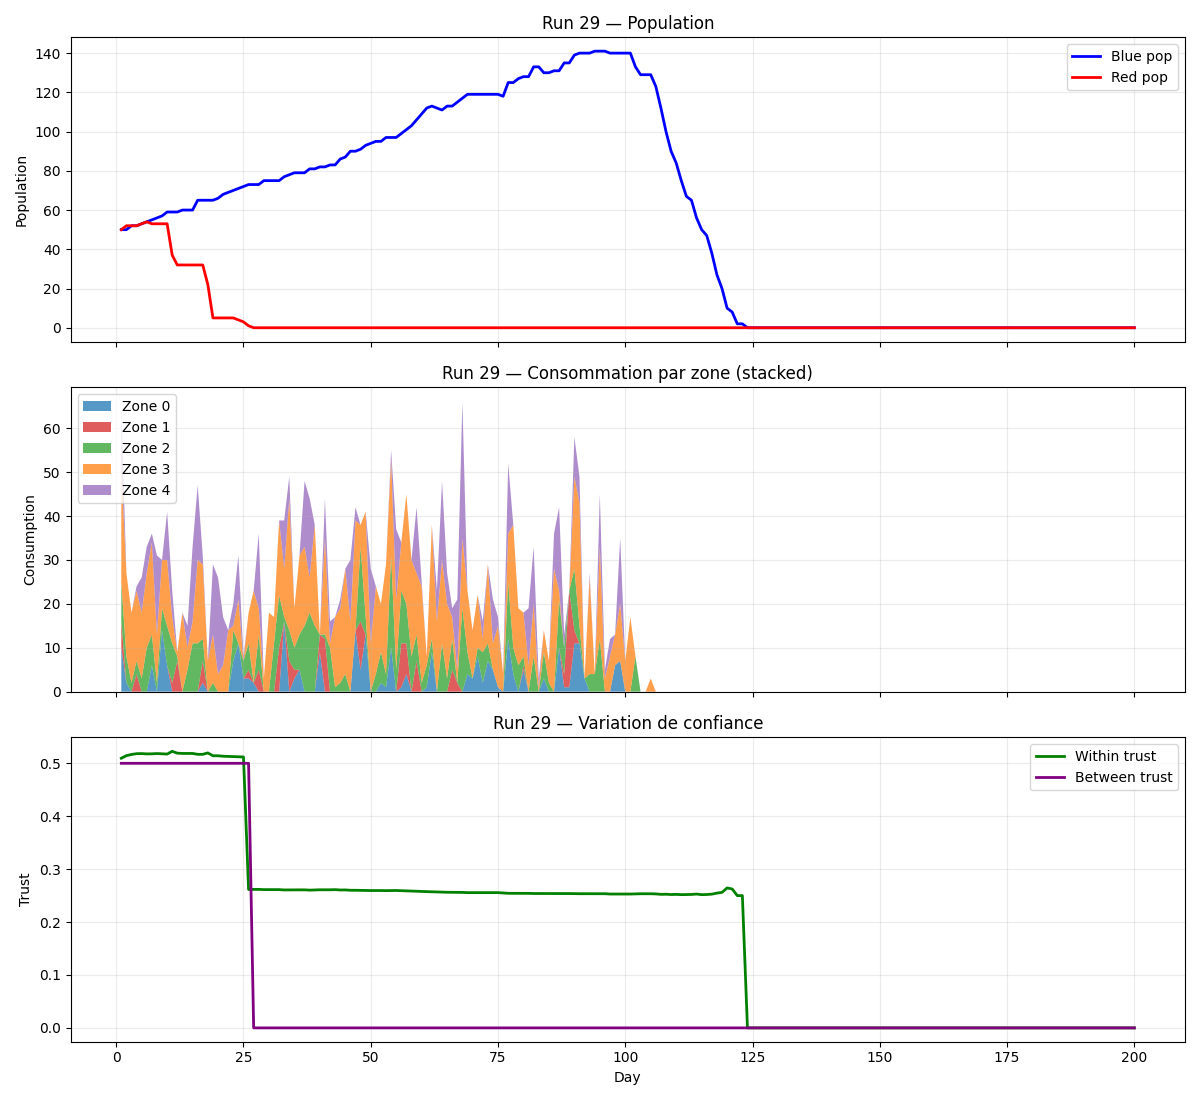 Run 29 — Population
Population
140
120
100
80
60
40
20
0
Blue pop
Red pop
Run 29 — Consommation par zone (stacked)
Consumption
60
50
40
30
20
10
0
Zone 0
Zone 1
Zone 2
Zone 3
Zone 4
Run 29 — Variation de confiance
Trust
0.5
0.4
0.3
0.2
0.1
0.0
Within trust
Between trust
0 25 50 75 100 125 150 175 200
Day